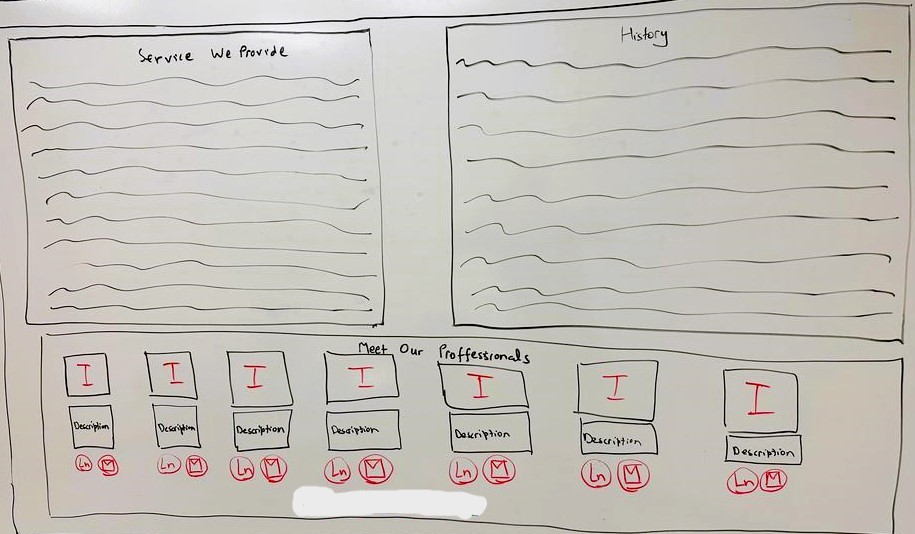 Service We Provide
History
Meet Our Proffessionals
I I I I I I I
Description Description Description Description Description Description Description
Ln M Ln M Ln M Ln M Ln M Ln M Ln M